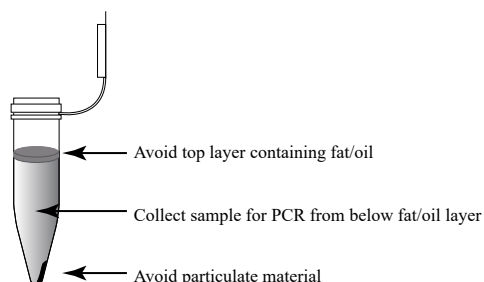 Avoid top layer containing fat/oil
Collect sample for PCR from below fat/oil layer
Avoid particulate material